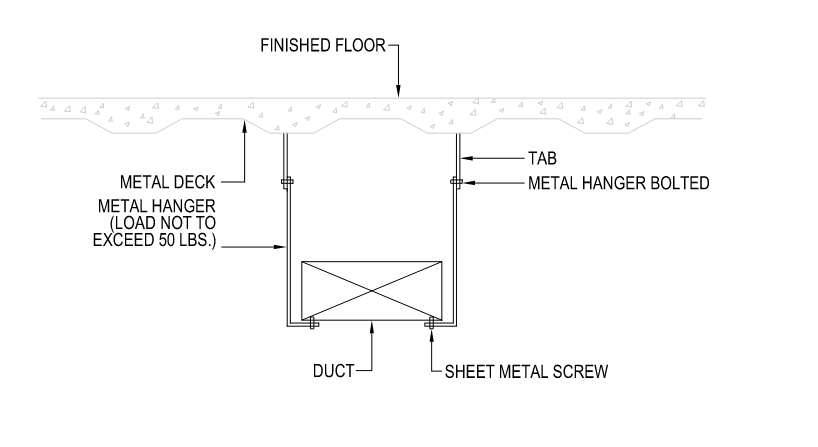 FINISHED FLOOR
TAB
METAL DECK
METAL HANGER BOLTED
METAL HANGER
(LOAD NOT TO
EXCEED 50 LBS.)
DUCT
SHEET METAL SCREW